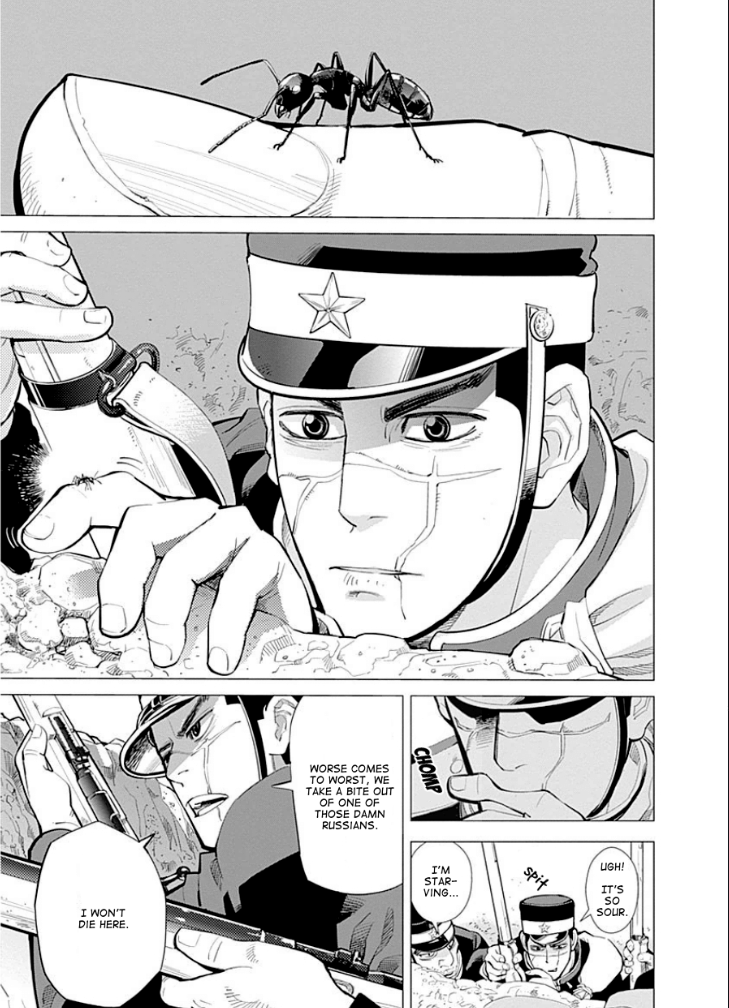 CHOMP
UGH!
IT'S
SO
SOUR.
SPIT
I'M
STAR-
VING...
WORSE COMES
TO WORST, WE
TAKE A BITE OUT
OF ONE OF
THOSE DAMN
RUSSIANS.
I WON'T
DIE HERE.